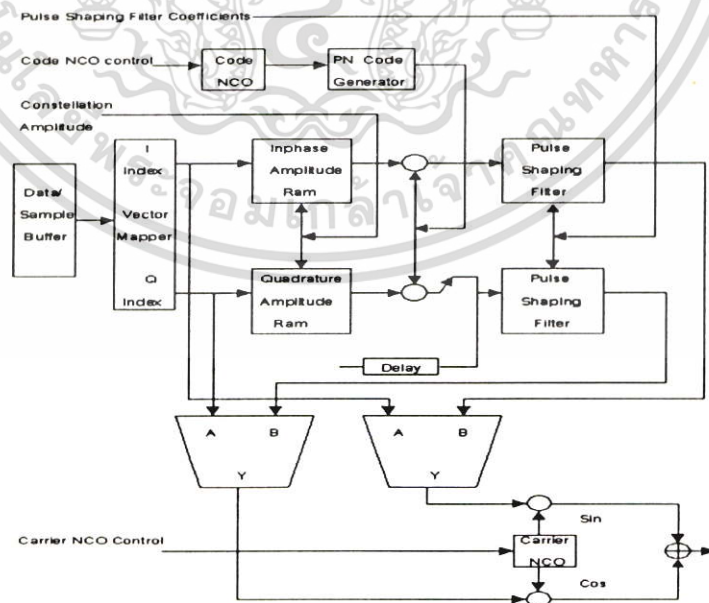 Pulse Shaping Filter Coefficients
Code NCO control
Code
NCO
PN Code
Generator
Constellation
Amplitude
Data/
Sample
Buffer
I
Index
Vector
Mapper
Q
Index
Inphase
Amplitude
Ram
Pulse
Shaping
Filter
Quadrature
Amplitude
Ram
Pulse
Shaping
Filter
Delay
A B
Y
A B
Y
Sin
Carrier NCO Control
Carrier
NCO
Cos